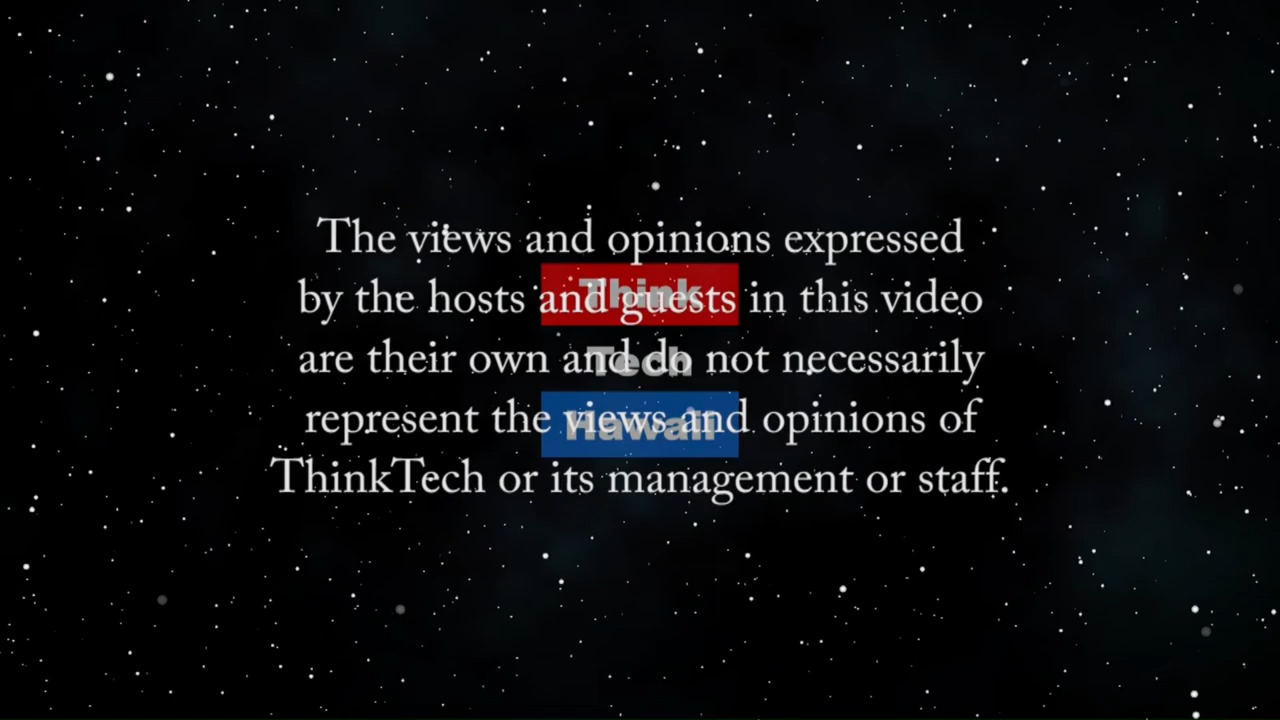 The views and opinions expressed
by the hosts and guests in this video
are their own and do not necessarily
represent the views and opinions of
ThinkTech or its management or staff.
Think
Tech
Hawaii